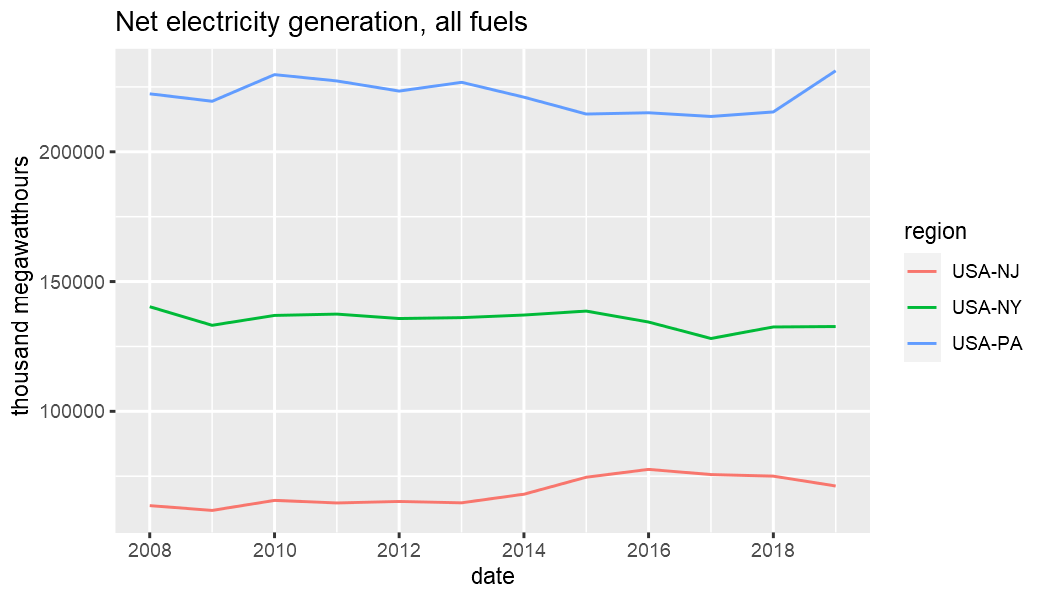 Net electricity generation, all fuels
thousand megawatthours
200000
150000
100000
2008
2010
2012
2014
2016
2018
date
region
USA-NJ
USA-NY
USA-PA